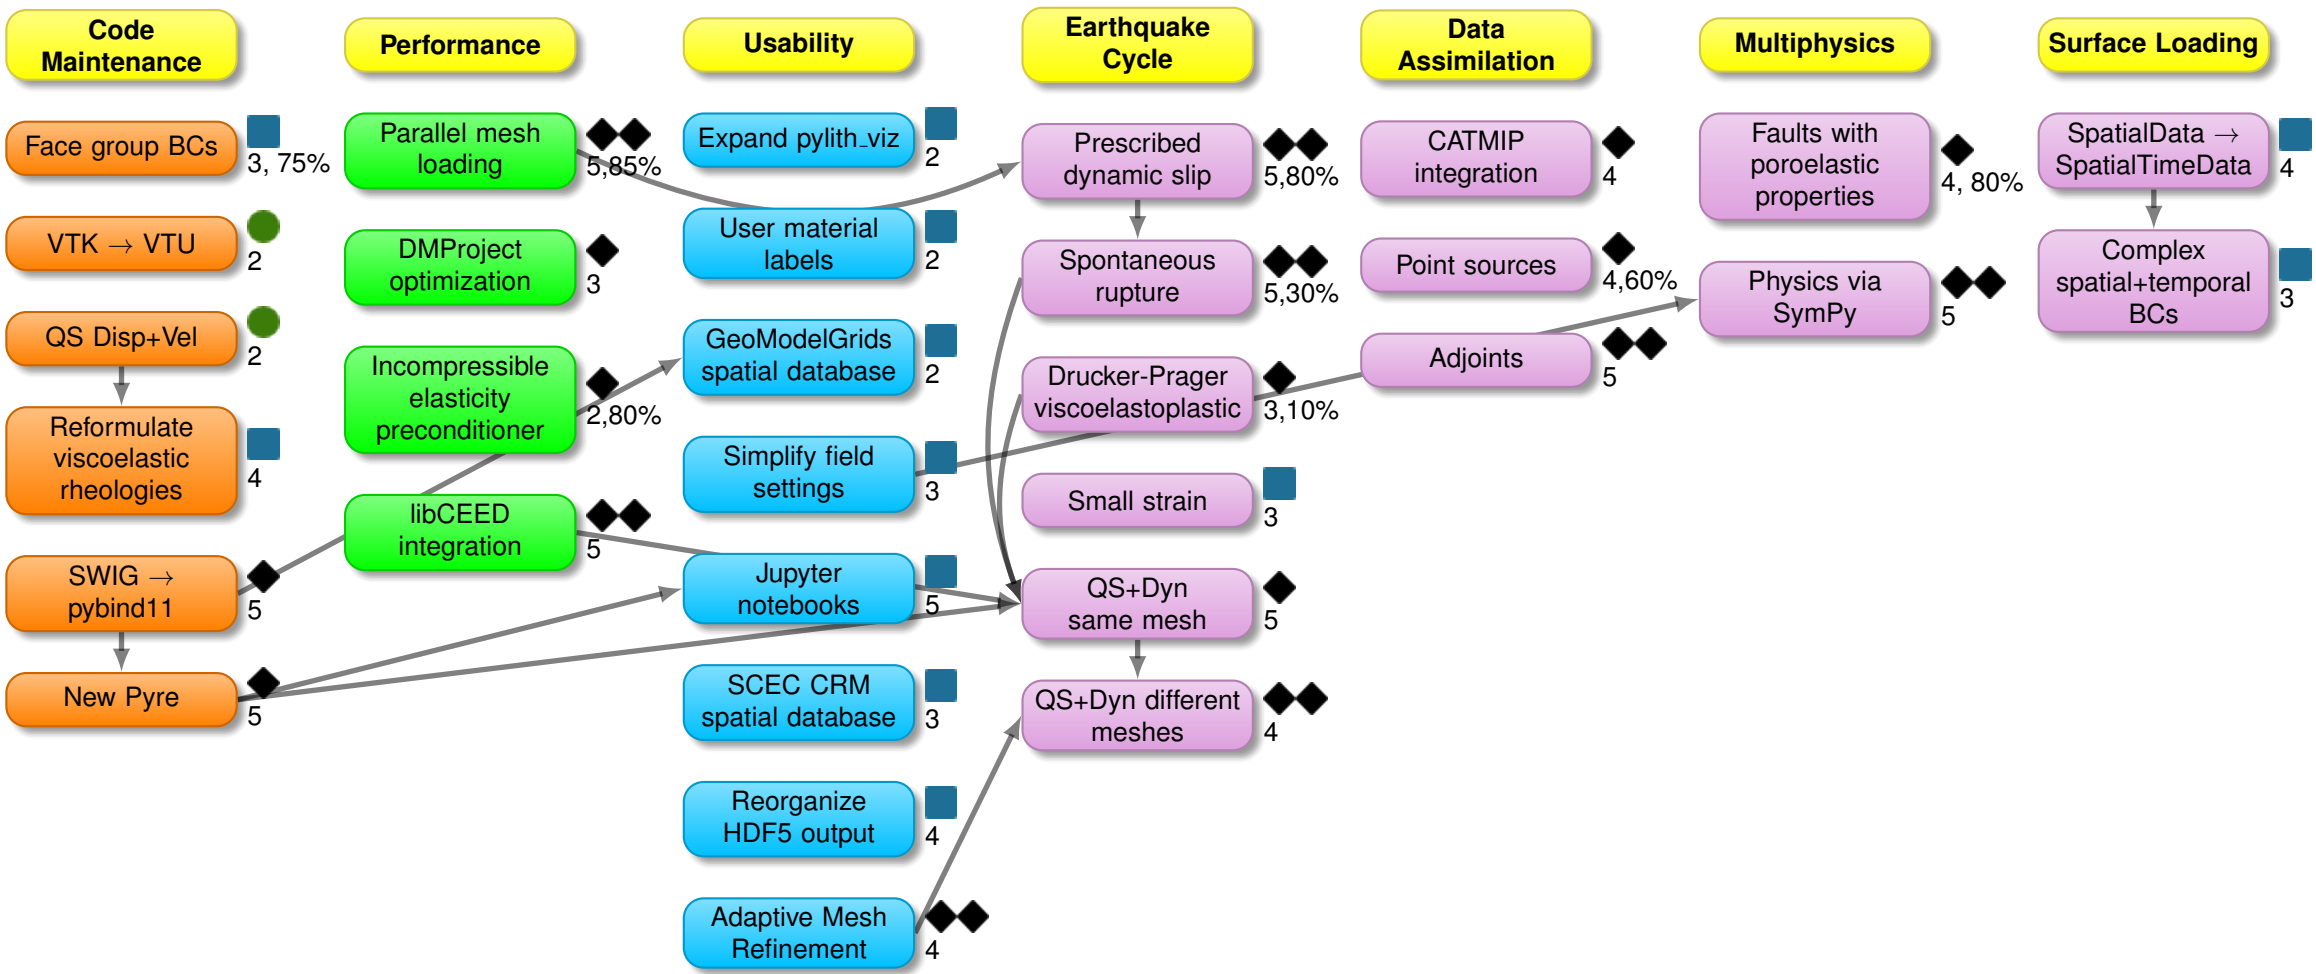 Code
Maintenance
Face group BCs
3, 75%
VTK → VTU
2
QS Disp+Vel
2
Reformulate
viscoelastic
rheologies
4
SWIG →
pybind11
5
New Pyre
5
Performance
Parallel mesh
loading
5,85%
DMProject
optimization
3
Incompressible
elasticity
preconditioner
2,80%
libCEED
integration
5
Usability
Expand pylith_viz
2
User material
labels
2
GeoModelGrids
spatial database
2
Simplify field
settings
3
Jupyter
notebooks
5
SCEC CRM
spatial database
3
Reorganize
HDF5 output
4
Adaptive Mesh
Refinement
4
Earthquake
Cycle
Prescribed
dynamic slip
5,80%
Spontaneous
rupture
5,30%
Drucker-Prager
viscoelastoplastic
3,10%
Small strain
3
QS+Dyn
same mesh
5
QS+Dyn different
meshes
4
Data
Assimilation
CATMIP
integration
4
Point sources
4,60%
Adjoints
5
Multiphysics
Faults with
poroelastic
properties
4, 80%
Physics via
SymPy
5
Surface Loading
SpatialData →
SpatialTimeData
4
Complex
spatial+temporal
BCs
3